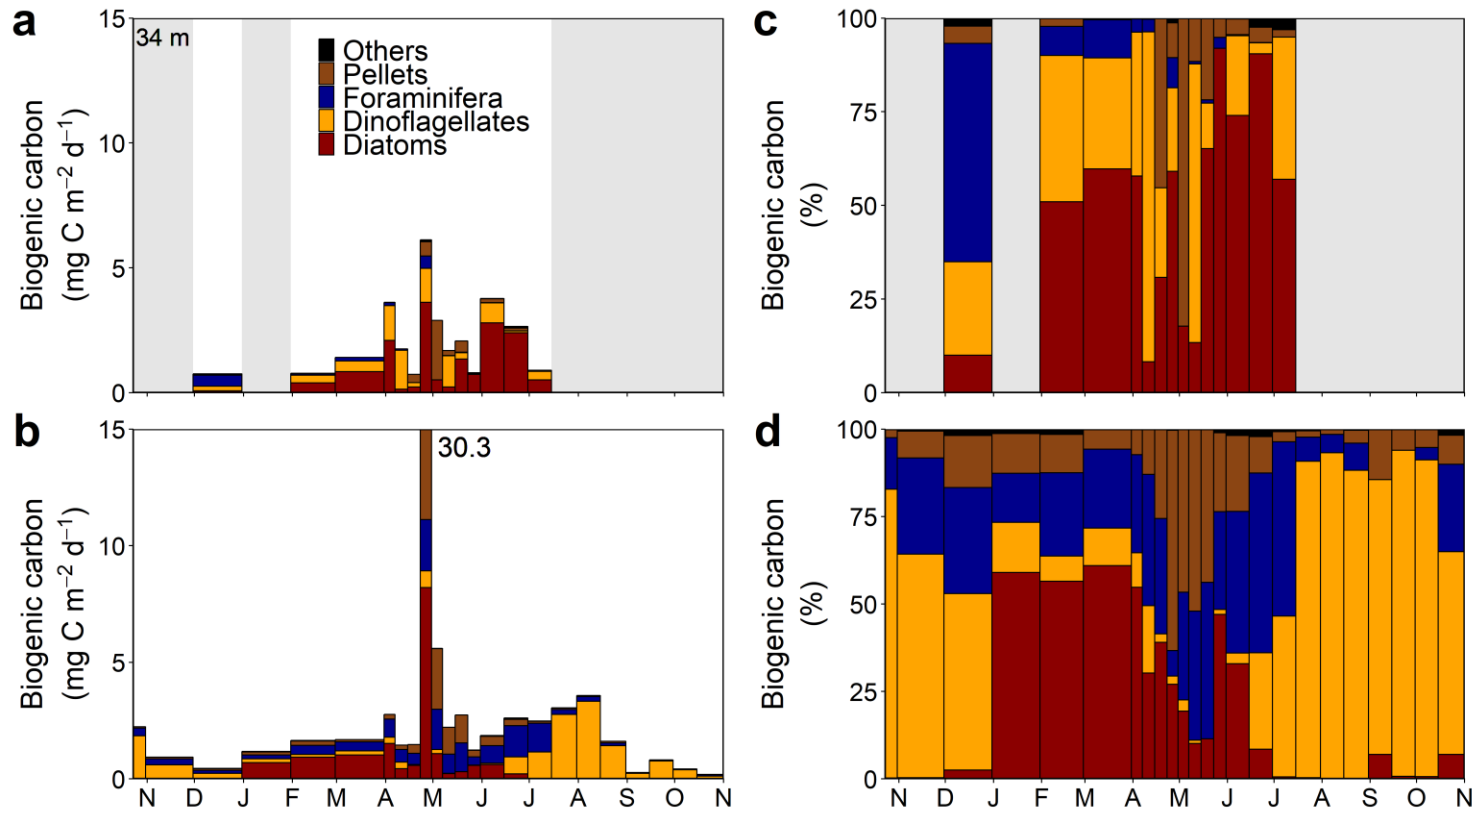 a
15
34 m
Others
Pellets
Foraminifera
Dinoflagellates
Diatoms
10
5
0
Biogenic carbon
(mg C m⁻² d⁻¹)
c
100
75
50
25
0
Biogenic carbon
(%)
b
15
30.3
10
5
0
Biogenic carbon
(mg C m⁻² d⁻¹)
N D J F M A M J J A S O N
d
100
75
50
25
0
Biogenic carbon
(%)
N D J F M A M J J A S O N